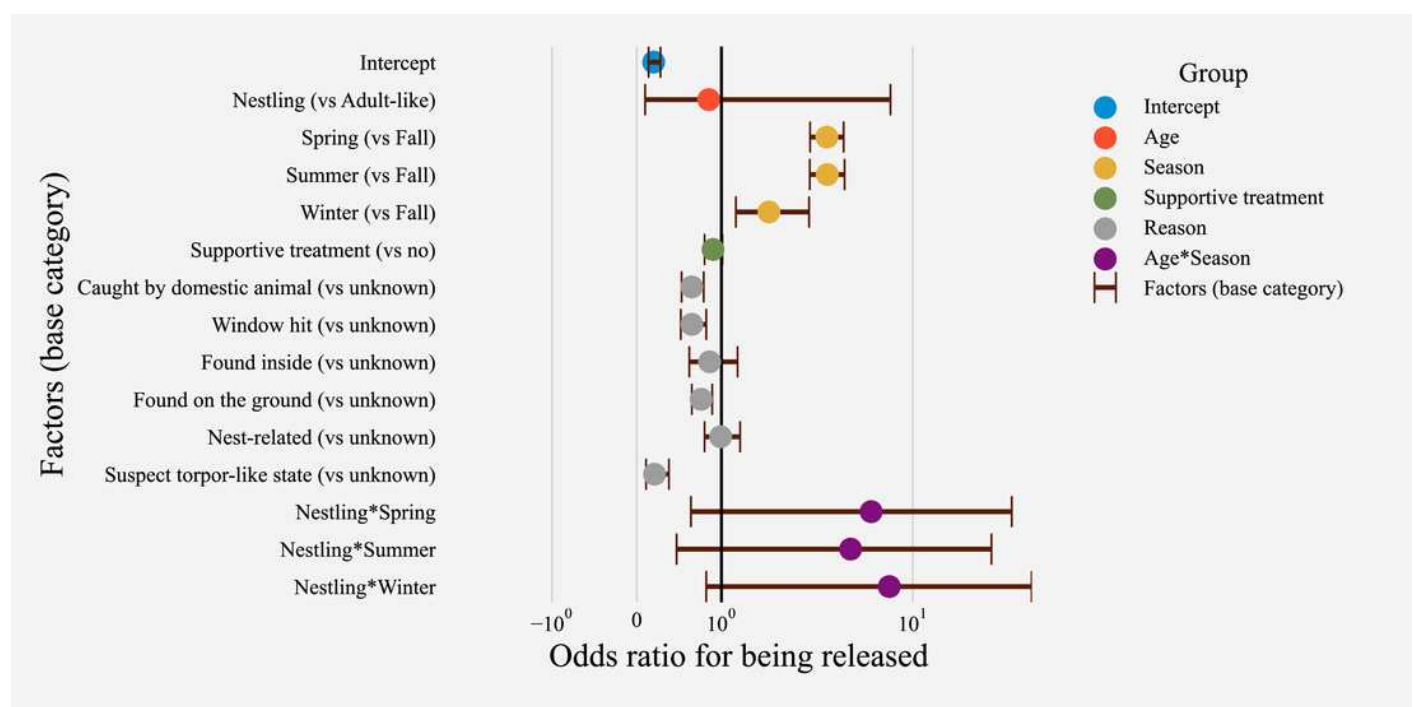 Factors (base category)
Intercept
Nestling (vs Adult-like)
Spring (vs Fall)
Summer (vs Fall)
Winter (vs Fall)
Supportive treatment (vs no)
Caught by domestic animal (vs unknown)
Window hit (vs unknown)
Found inside (vs unknown)
Found on the ground (vs unknown)
Nest-related (vs unknown)
Suspect torpor-like state (vs unknown)
Nestling*Spring
Nestling*Summer
Nestling*Winter
−10⁰ 0 10⁰ 10¹
Odds ratio for being released
Group
Intercept
Age
Season
Supportive treatment
Reason
Age*Season
Factors (base category)